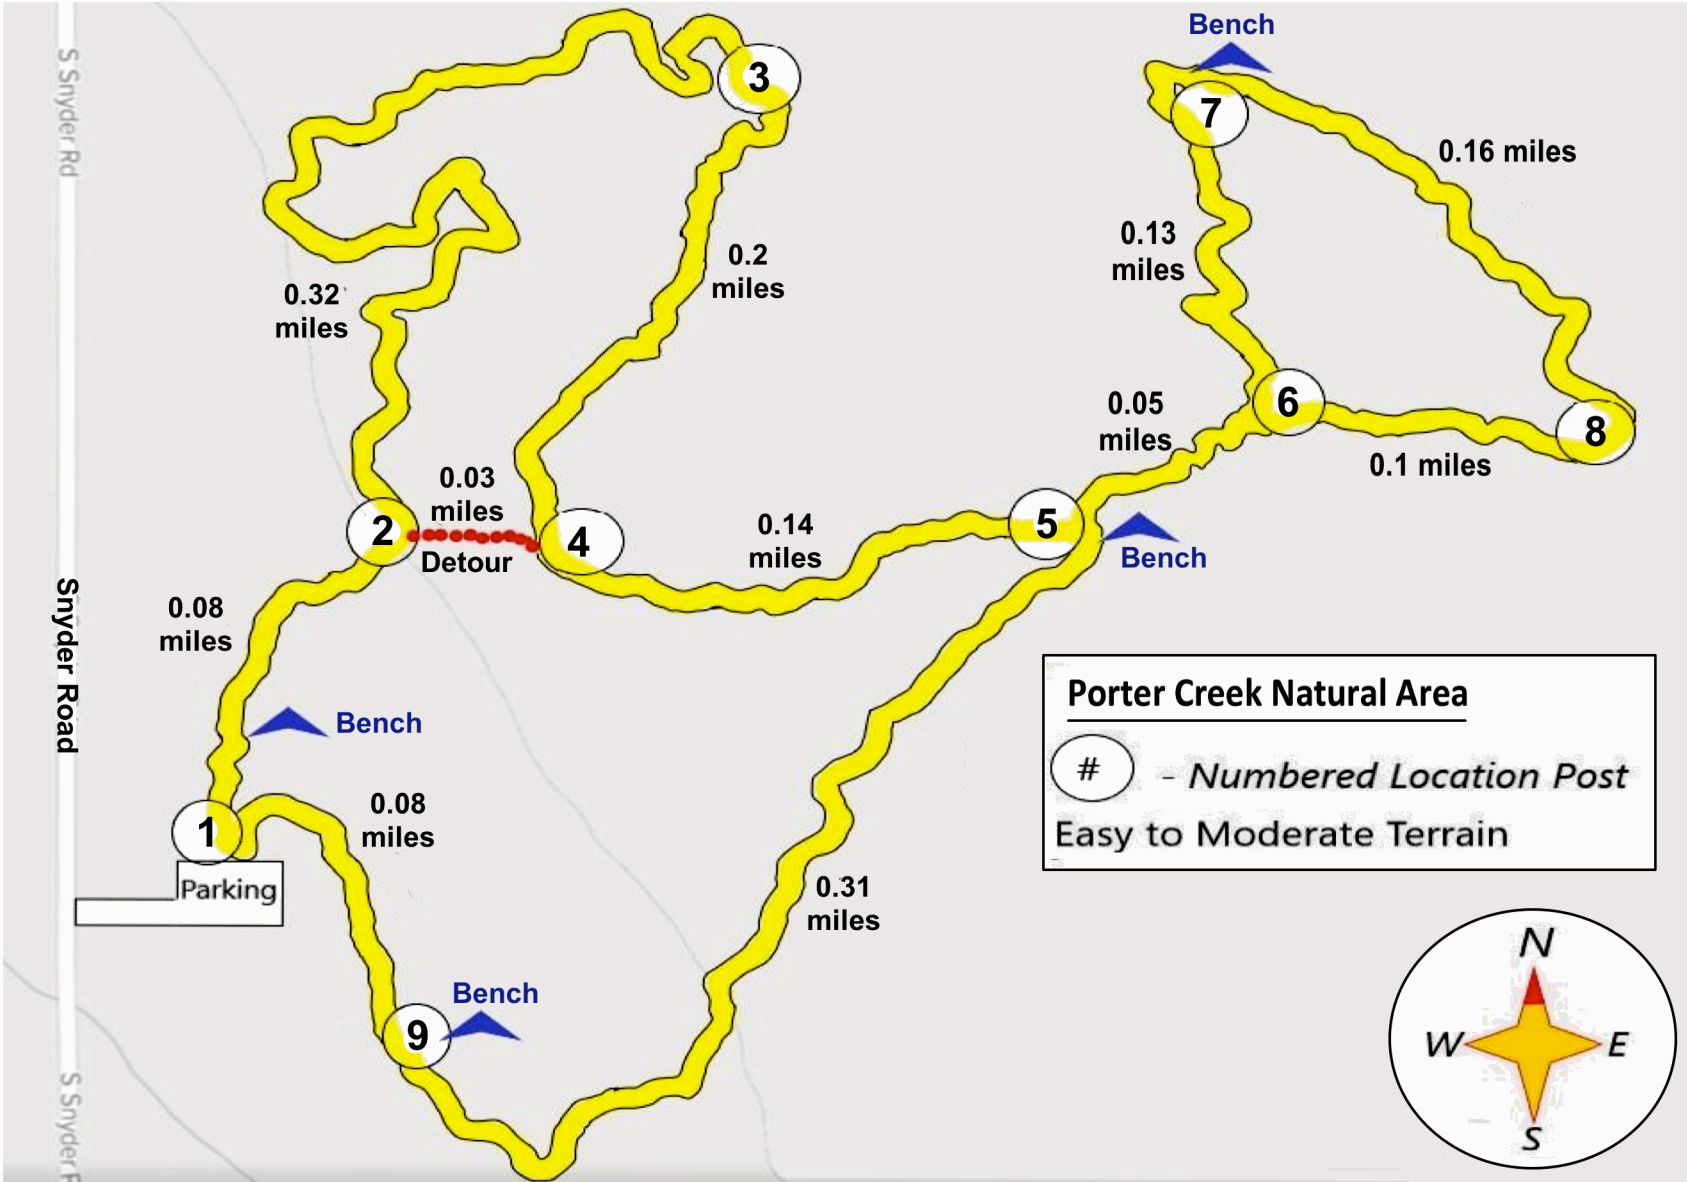 Bench
S Snyder Rd
3
7
0.16 miles
0.13
miles
0.2
miles
0.32
miles
6
0.05
miles
8
0.1 miles
0.03
miles
2
4
Detour
5
0.14
miles
Bench
Snyder Road
0.08
miles
Bench
1
0.08
miles
Parking
0.31
miles
Bench
9
S Snyder R
Porter Creek Natural Area
# - Numbered Location Post
Easy to Moderate Terrain
N
W E
S